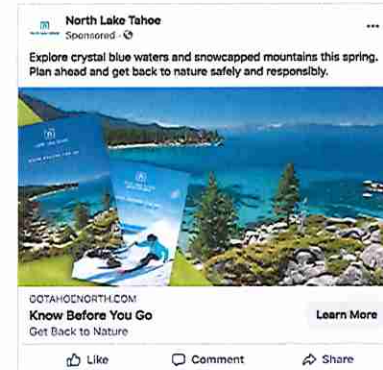 North Lake Tahoe
Sponsored ·
Explore crystal blue waters and snowcapped mountains this spring.
Plan ahead and get back to nature safely and responsibly.
GOTAHOENORTH.COM
Know Before You Go
Get Back to Nature
Learn More
Like
Comment
Share